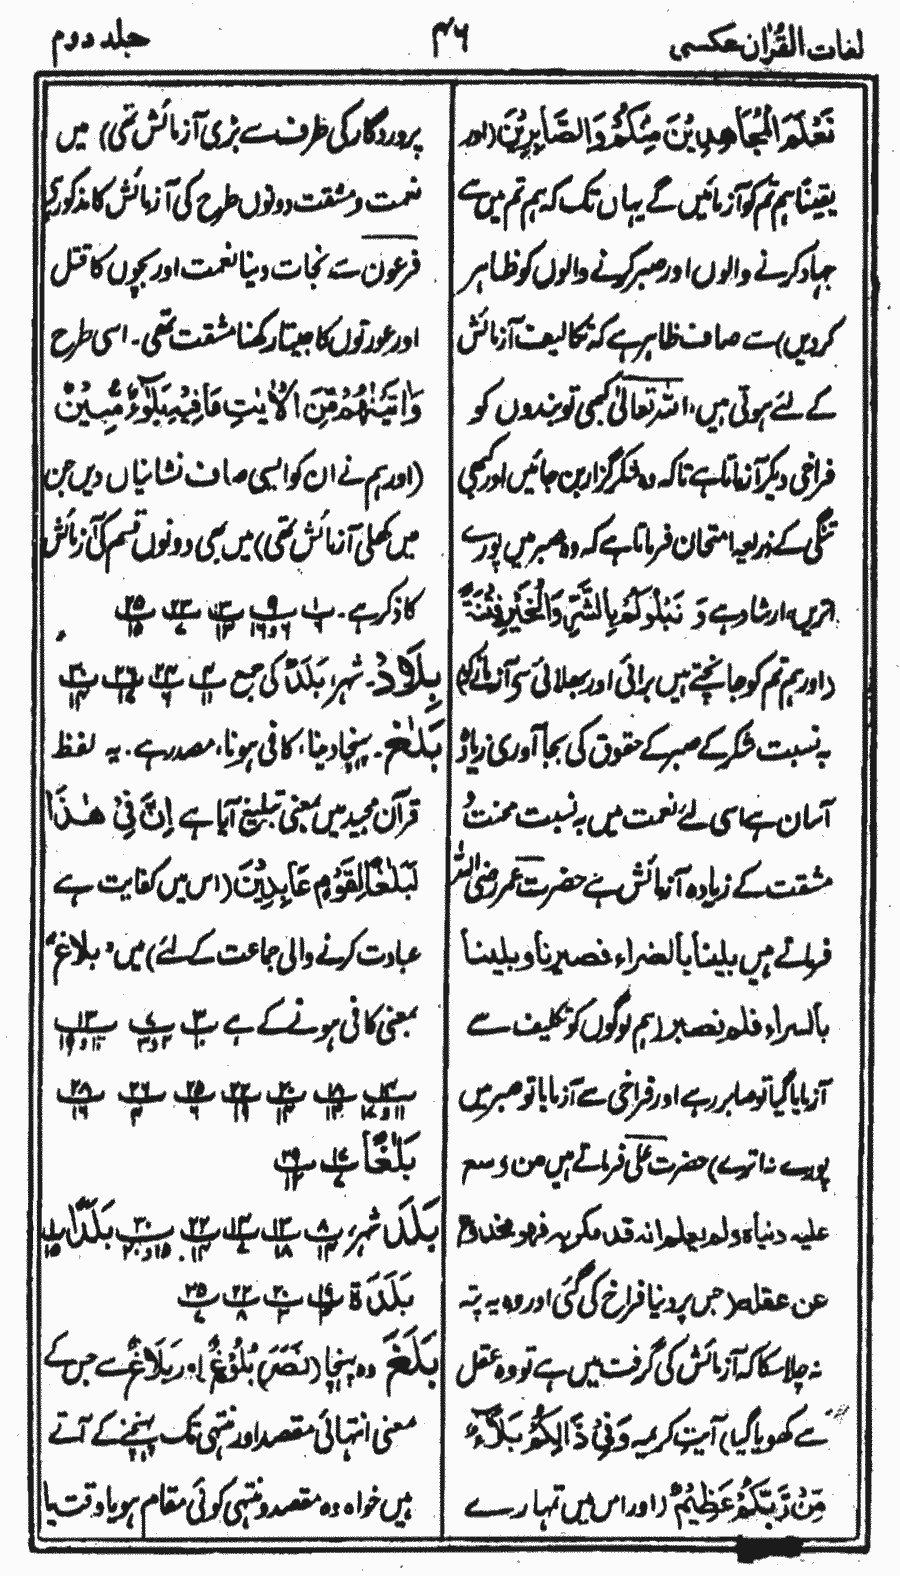 لغات القرآن عکسی
۴۶
جلد دوم
نَعْلَمَ الْمُجَاهِدِيْنَ مِنْكُمْ وَالصَّابِرِيْنَ (اور
یقیناً ہم تم کو آزمائیں گے یہاں تک کہ ہم تم میں سے
جہاد کرنے والوں اور صبر کرنے والوں کو ظاہر
کردیں) سے صاف ظاہر ہے کہ تکالیف آزمائش
کے لئے ہوتی ہیں، اللہ تعالیٰ کبھی تو بندوں کو
فراخی دیکر آزماتا ہے تاکہ وہ شکر گزار بن جائیں اور کبھی
تنگی کے ذریعہ امتحان فرماتا ہے کہ وہ صبر میں پورے
اتریں، ارشاد ہے وَ نَبْلُوَكُمْ بِالشَّرِّ وَالْخَيْرِ فِتْنَةً
(اور ہم تم کو جانچتے ہیں برائی اور بھلائی سے آزمانے کو)
بہ نسبت شکر کے صبر کے حقوق کی بجا آوری زیادہ
آسان ہے اسی لئے نعمت میں بہ نسبت محنت و
مشقت کے زیادہ آزمائش ہے حضرت عمر رضی اللہ
فرماتے ہیں بلینا بالضراء فصبرنا و بلینا
بالسراء فلم نصبر (ہم لوگوں کو تکلیف سے
آزمایا گیا تو صابر رہے اور فراخی سے آزمایا تو صبر میں
پورے نہ اترے) حضرت علی فرماتے ہیں من وسع
علیہ دنیاہ ولم یعلم انہ قد مکر بہ فھو مخدوع
عن عقلہ (جس پر دنیا فراخ کی گئی اور وہ یہ پتہ
نہ چلا سکا کہ آزمائش کی گرفت میں ہے تو وہ عقل
سے کھویا گیا) آیت کریمہ وَفِيْ ذَالِكُمْ بَلَآءٌ
مِّنْ رَّبِّكُمْ عَظِيْمٌ (اور اس میں تمہارے
پروردگار کی طرف سے بڑی آزمائش تھی) میں
نعمت و مشقت دونوں طرح کی آزمائش کا مذکور ہے
فرعون سے نجات دینا نعمت اور بچوں کا قتل
اور عورتوں کا جیتا رکھنا مشقت تھی۔ اسی طرح
وَاٰتَيْنٰهُمْ مِّنَ الْاٰيٰتِ مَا فِيْهِ بَلٰٓؤٌ مُّبِيْنٌ
(اور ہم نے ان کو ایسی صاف نشانیاں دیں جن
میں کھلی آزمائش تھی) میں بھی دونوں قسم کی آزمائش
کا ذکر ہے۔
بِلَادٌ۔ شہر، بَلَدٌ کی جمع
بَلٰغٌ۔ پہنچا دینا، کافی ہونا، مصدر ہے۔ یہ لفظ
قرآن مجید میں بمعنی تبلیغ آیا ہے اِنَّ فِيْ هٰذَا
لَبَلٰغًا لِّقَوْمٍ عَابِدِيْنَ (اس میں کفایت ہے
عبادت کرنے والی جماعت کے لئے) میں، بلاغ
بمعنی کافی ہونے کے ہے
بَلٰغًا
بَلَد شہر،
بَلَدًا
بَلَدَة
بَلَغَ وہ پہنچا (نَصَرَ) بُلُوْغٌ اور بَلَاغٌ سے جس کے
معنی انتہائی مقصد اور منتہی تک پہنچنے کے آتے
ہیں خواہ وہ مقصد و منتہی کوئی مقام ہو یا وقت یا